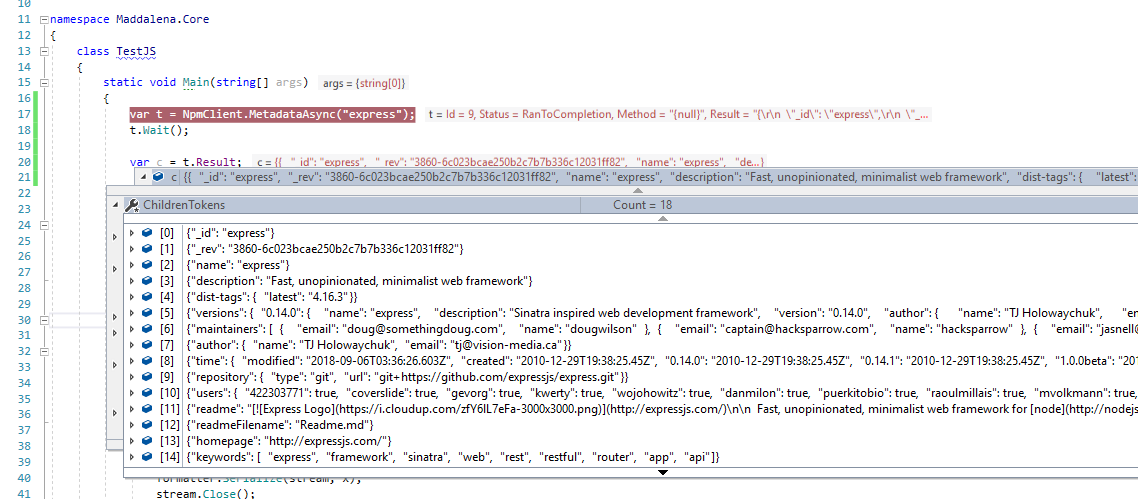 10
11 namespace Maddalena.Core
12 {
13 class TestJS
14 {
15 static void Main(string[] args) args = {string[0]}
16 {
17 var t = NpmClient.MetadataAsync("express"); t = Id = 9, Status = RanToCompletion, Method = "{null}", Result = "{\r\n \"_id\": \"express\",\r\n \"_...
18 t.Wait();
19
20 var c = t.Result; c = {{ "_id": "express", "_rev": "3860-6c023bcae250b2c7b7b336c12031ff82", "name": "express", "de...}
21 c {{ "_id": "express", "_rev": "3860-6c023bcae250b2c7b7b336c12031ff82", "name": "express", "description": "Fast, unopinionated, minimalist web framework", "dist-tags": { "latest":
22
23 ChildrenTokens Count = 18
24
25 [0] {"_id": "express"}
26 [1] {"_rev": "3860-6c023bcae250b2c7b7b336c12031ff82"}
27 [2] {"name": "express"}
28 [3] {"description": "Fast, unopinionated, minimalist web framework"}
29 [4] {"dist-tags": { "latest": "4.16.3"}}
30 [5] {"versions": { "0.14.0": { "name": "express", "description": "Sinatra inspired web development framework", "version": "0.14.0", "author": { "name": "TJ Holowaychuk", "em
31 [6] {"maintainers": [ { "email": "doug@somethingdoug.com", "name": "dougwilson" }, { "email": "captain@hacksparrow.com", "name": "hacksparrow" }, { "email": "jasnell@
32 [7] {"author": { "name": "TJ Holowaychuk", "email": "tj@vision-media.ca"}}
33 [8] {"time": { "modified": "2018-09-06T03:36:26.603Z", "created": "2010-12-29T19:38:25.45Z", "0.14.0": "2010-12-29T19:38:25.45Z", "0.14.1": "2010-12-29T19:38:25.45Z", "1.0.0beta": "201
34 [9] {"repository": { "type": "git", "url": "git+https://github.com/expressjs/express.git"}}
35 [10] {"users": { "422303771": true, "coverslide": true, "gevorg": true, "kwerty": true, "wojohowitz": true, "danmilon": true, "puerkitobio": true, "raoulmillais": true, "mvolkmann": true,
36 [11] {"readme": "[![Express Logo](https://i.cloudup.com/zfY6lL7eFa-3000x3000.png)](http://expressjs.com/)\n\n Fast, unopinionated, minimalist web framework for [node](http://nodejs
37 [12] {"readmeFilename": "Readme.md"}
38 [13] {"homepage": "http://expressjs.com/"}
39 [14] {"keywords": [ "express", "framework", "sinatra", "web", "rest", "restful", "router", "app", "api"]}
40 formatter.Serialize(stream, x);
41 stream.Close();